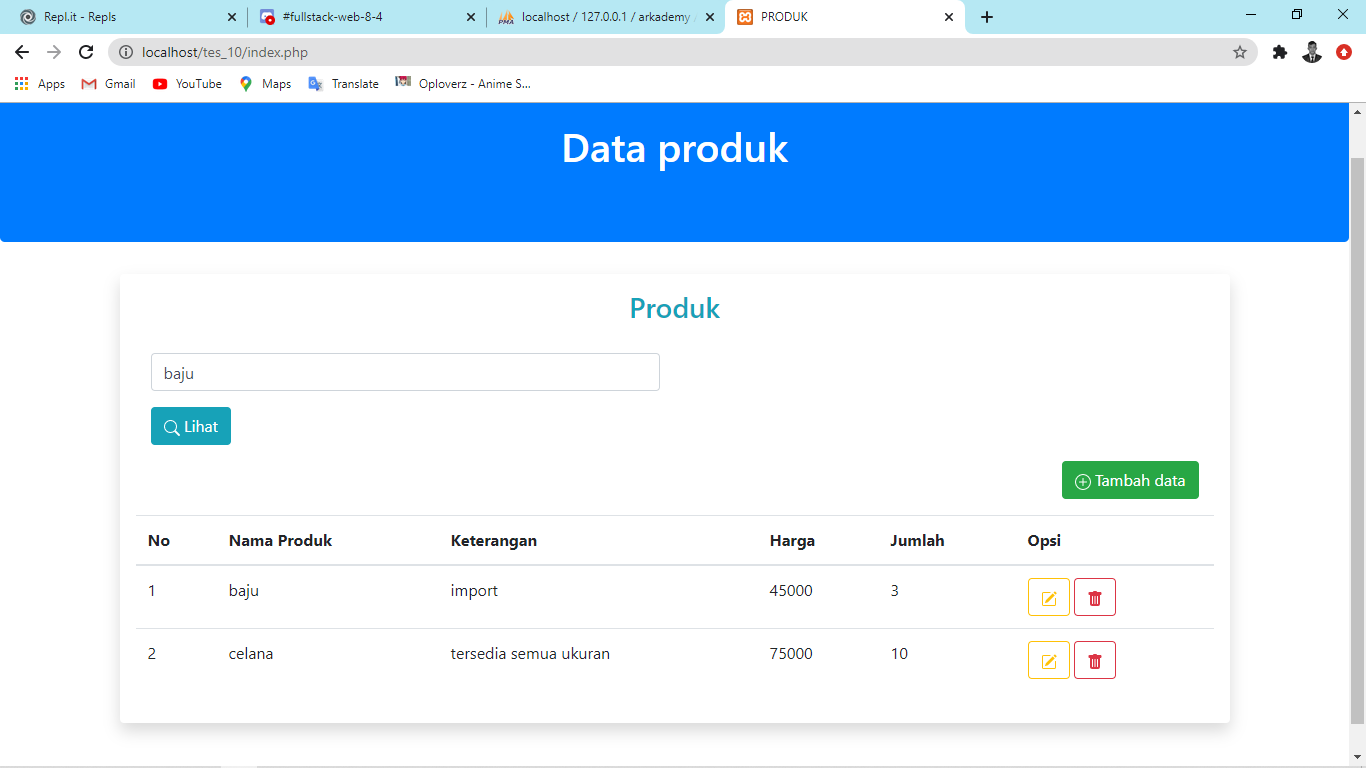 Repl.it - Repls
#fullstack-web-8-4
localhost / 127.0.0.1 / arkademy
PRODUK
localhost/tes_10/index.php
Apps Gmail YouTube Maps Translate Oploverz - Anime S...
Data produk
Produk
baju
Lihat
Tambah data
No Nama Produk Keterangan Harga Jumlah Opsi
1 baju import 45000 3
2 celana tersedia semua ukuran 75000 10